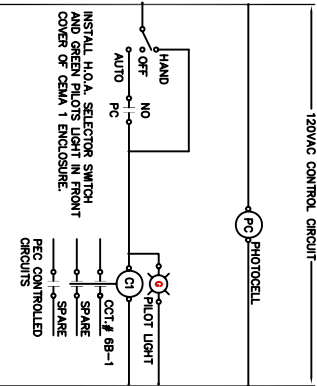 120VAC CONTROL CIRCUIT
PC
PHOTOCELL
HAND
OFF
AUTO
NO
PC
G
PILOT LIGHT
C1
CCT.# 6B-1
SPARE
SPARE
PEC CONTROLLED
CIRCUITS
INSTALL H.O.A. SELECTOR SWITCH
AND GREEN PILOTS LIGHT IN FRONT
COVER OF CEMA 1 ENCLOSURE.